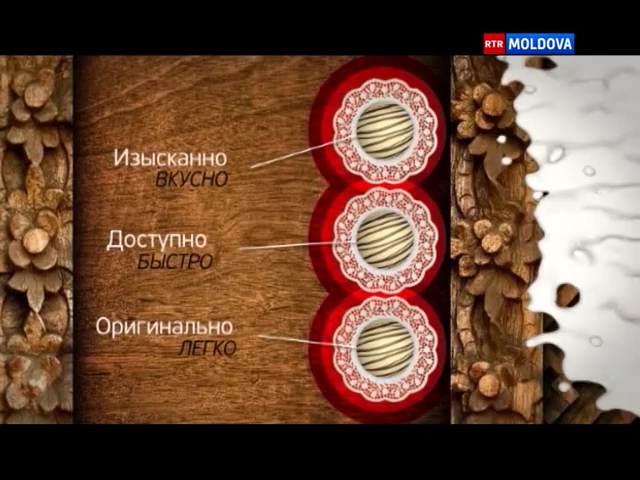 RTR MOLDOVA
Изысканно
ВКУСНО
Доступно
БЫСТРО
Оригинально
ЛЕГКО